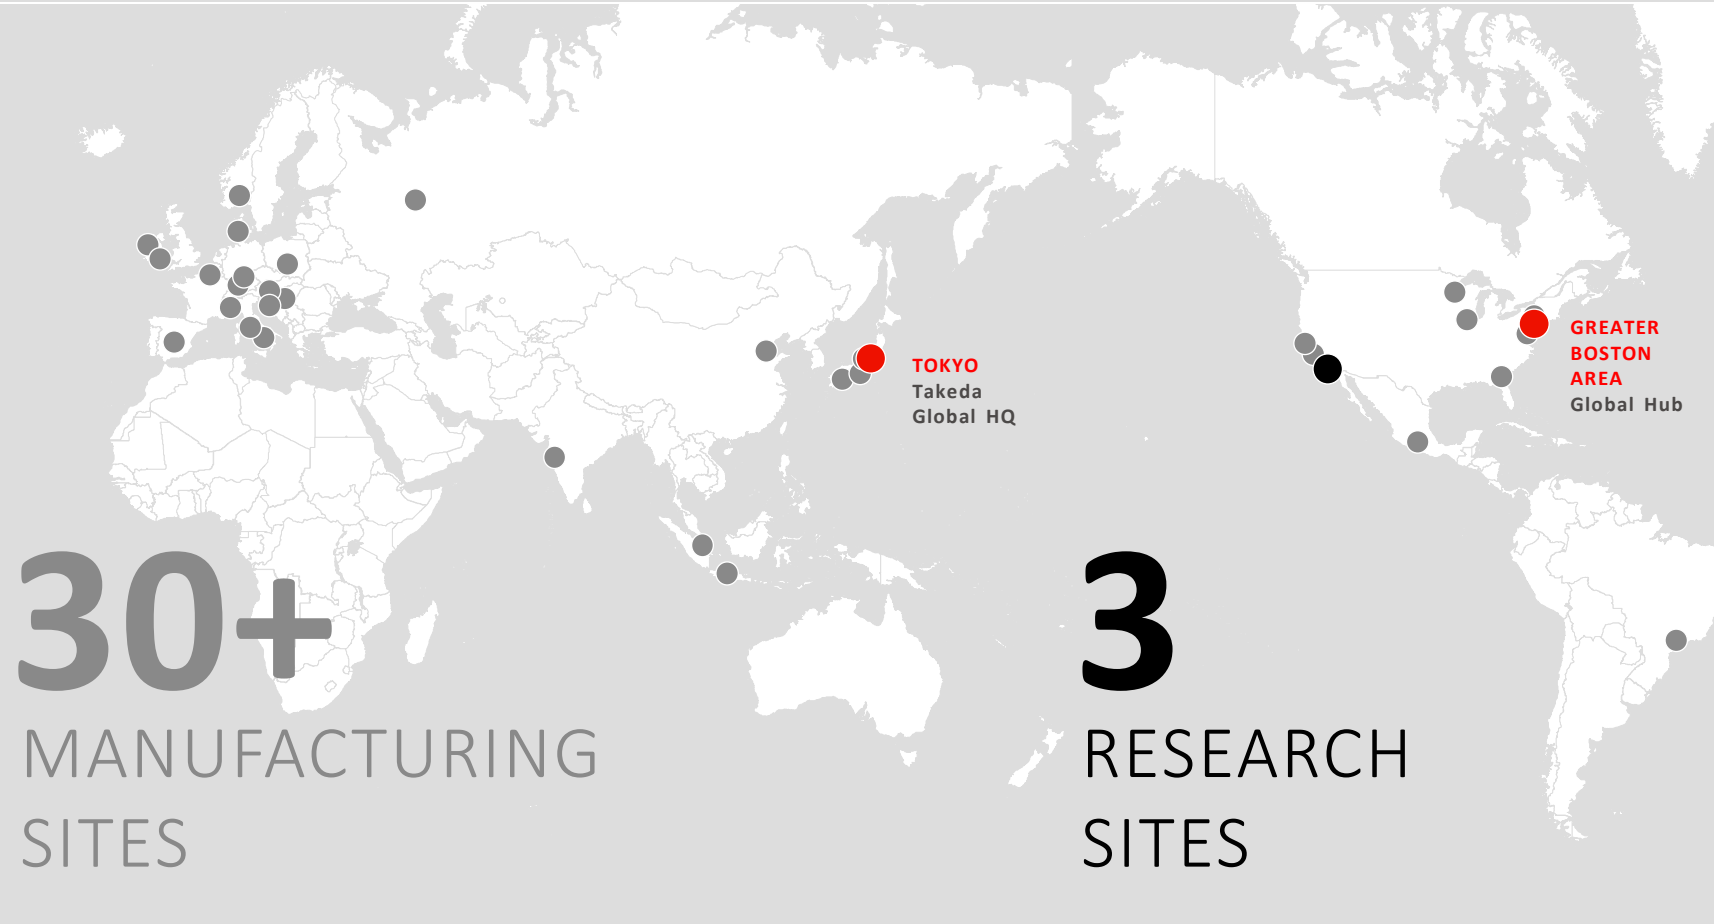 TOKYO
Takeda
Global HQ
GREATER
BOSTON
AREA
Global Hub
30+
MANUFACTURING
SITES
3
RESEARCH
SITES